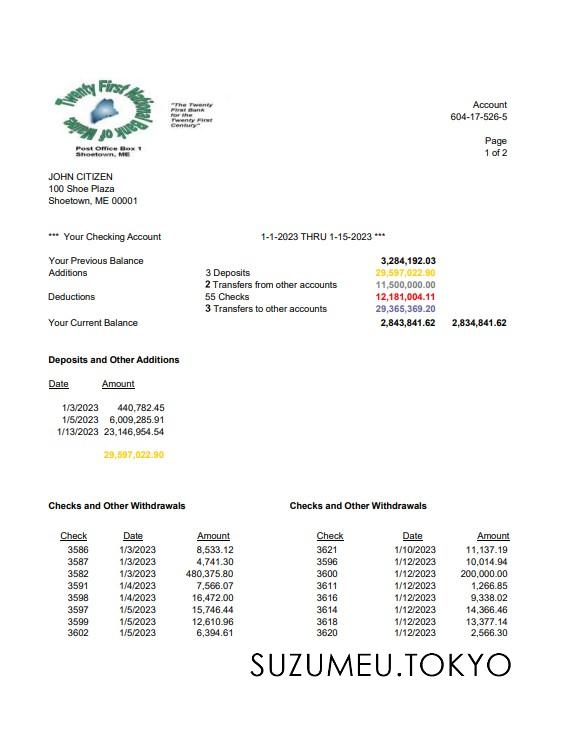 Twenty First National Bank of Maine
"The Twenty
First Bank
for the
Twenty First
Century"
Post Office Box 1
Shoetown, ME
Account
604-17-526-5
Page
1 of 2
JOHN CITIZEN
100 Shoe Plaza
Shoetown, ME 00001
*** Your Checking Account 1-1-2023 THRU 1-15-2023 ***
Your Previous Balance 3,284,192.03
Additions 3 Deposits 29,597,022.90
2 Transfers from other accounts 11,500,000.00
Deductions 55 Checks 12,181,004.11
3 Transfers to other accounts 29,365,369.20
Your Current Balance 2,843,841.62 2,834,841.62
Deposits and Other Additions
Date Amount
1/3/2023 440,782.45
1/5/2023 6,009,285.91
1/13/2023 23,146,954.54
29,597,022.90
Checks and Other Withdrawals Checks and Other Withdrawals
Check Date Amount Check Date Amount
3586 1/3/2023 8,533.12 3621 1/10/2023 11,137.19
3587 1/3/2023 4,741.30 3596 1/12/2023 10,014.94
3582 1/3/2023 480,375.80 3600 1/12/2023 200,000.00
3591 1/4/2023 7,566.07 3611 1/12/2023 1,266.85
3598 1/4/2023 16,472.00 3616 1/12/2023 9,338.02
3597 1/5/2023 15,746.44 3614 1/12/2023 14,366.46
3599 1/5/2023 12,610.96 3618 1/12/2023 13,377.14
3602 1/5/2023 6,394.61 3620 1/12/2023 2,566.30
SUZUMEU.TOKYO